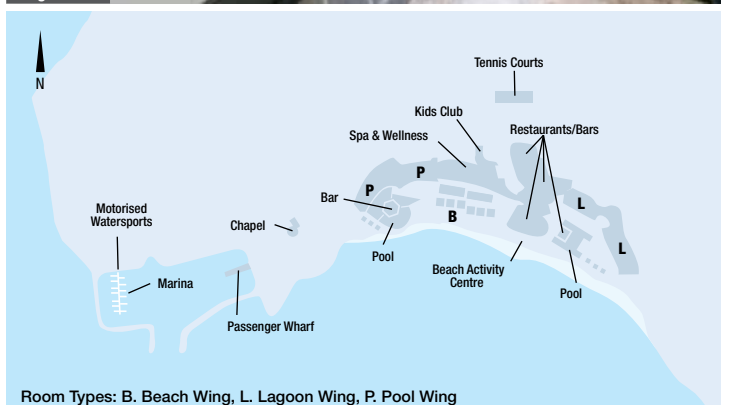 N
Tennis Courts
Kids Club
Spa & Wellness
Restaurants/Bars
P
P
L
Bar
B
Motorised
Watersports
Chapel
L
Pool
Beach Activity
Centre
Marina
Pool
Passenger Wharf
Room Types: B. Beach Wing, L. Lagoon Wing, P. Pool Wing